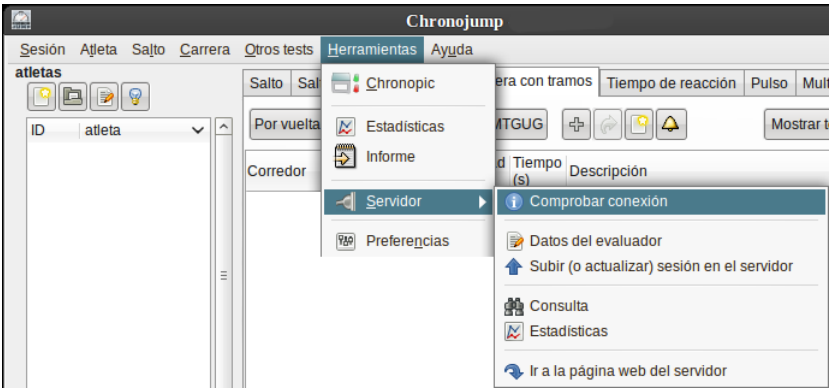 Chronojump
Sesión Atleta Salto Carrera Otros tests Herramientas Ayuda
atletas
ID atleta
Salto era con tramos Tiempo de reacción Pulso
Por vuelta MTGUG Mostrar
Corredor Tiempo (s) Descripción
Chronopic
Estadísticas
Informe
Servidor
Preferencias
Comprobar conexión
Datos del evaluador
Subir (o actualizar) sesión en el servidor
Consulta
Estadísticas
Ir a la página web del servidor